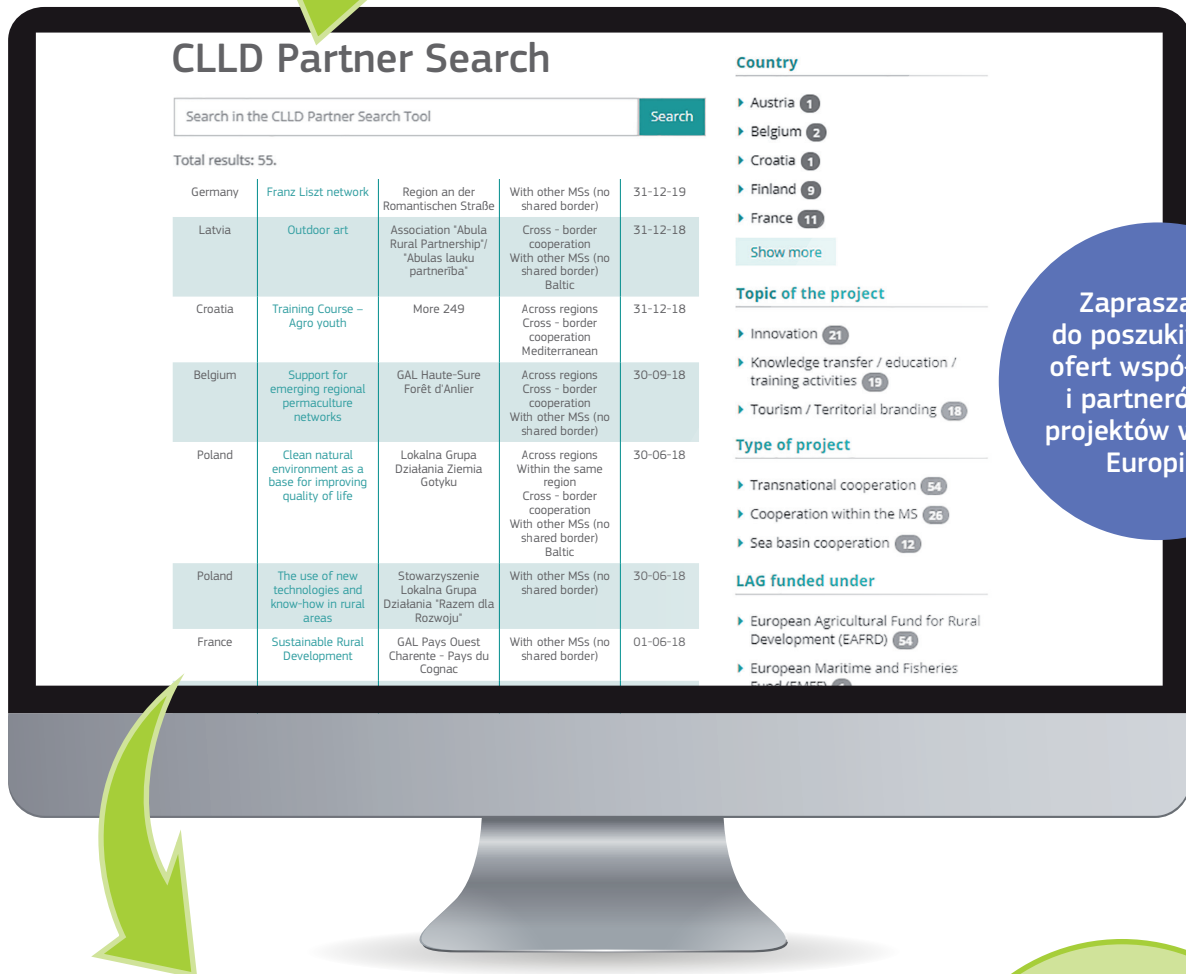 CLLD Partner Search
Search in the CLLD Partner Search Tool
Search
Total results: 55.
Germany
Franz Liszt network
Region an der
Romantischen Straße
With other MSs (no
shared border)
31-12-19
Latvia
Outdoor art
Association "Abula
Rural Partnership"/
"Abulas lauku
partnerība"
Cross - border
cooperation
With other MSs (no
shared border)
Baltic
31-12-18
Croatia
Training Course –
Agro youth
More 249
Across regions
Cross - border
cooperation
Mediterranean
31-12-18
Belgium
Support for
emerging regional
permaculture
networks
GAL Haute-Sure
Forêt d'Anlier
Across regions
Cross - border
cooperation
With other MSs (no
shared border)
30-09-18
Poland
Clean natural
environment as a
base for improving
quality of life
Lokalna Grupa
Działania Ziemia
Gotyku
Across regions
Within the same
region
Cross - border
cooperation
With other MSs (no
shared border)
Baltic
30-06-18
Poland
The use of new
technologies and
know-how in rural
areas
Stowarzyszenie
Lokalna Grupa
Działania "Razem dla
Rozwoju"
With other MSs (no
shared border)
30-06-18
France
Sustainable Rural
Development
GAL Pays Ouest
Charente - Pays du
Cognac
With other MSs (no
shared border)
01-06-18
Country
Austria 1
Belgium 2
Croatia 1
Finland 9
France 11
Show more
Topic of the project
Innovation 21
Knowledge transfer / education /
training activities 19
Tourism / Territorial branding 18
Type of project
Transnational cooperation 54
Cooperation within the MS 26
Sea basin cooperation 12
LAG funded under
European Agricultural Fund for Rural
Development (EAFRD) 54
European Maritime and Fisheries
Fund (EMFF)
Zaprasza
do poszuki
ofert wspó
i partneró
projektów
Europi